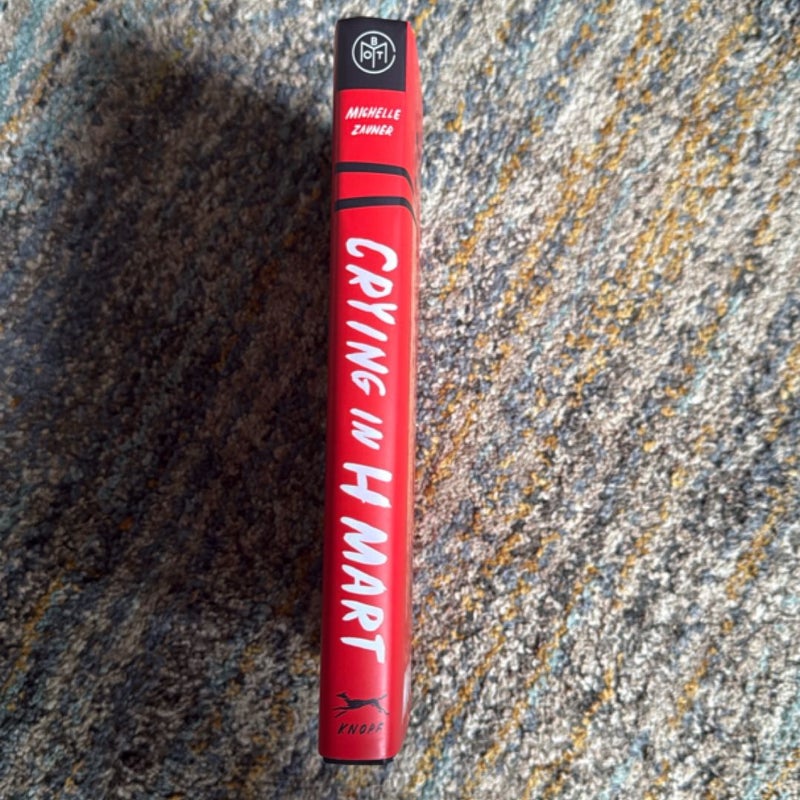 BOTM
MICHELLE
ZAUNER
CRYING IN H MART
KNOPF